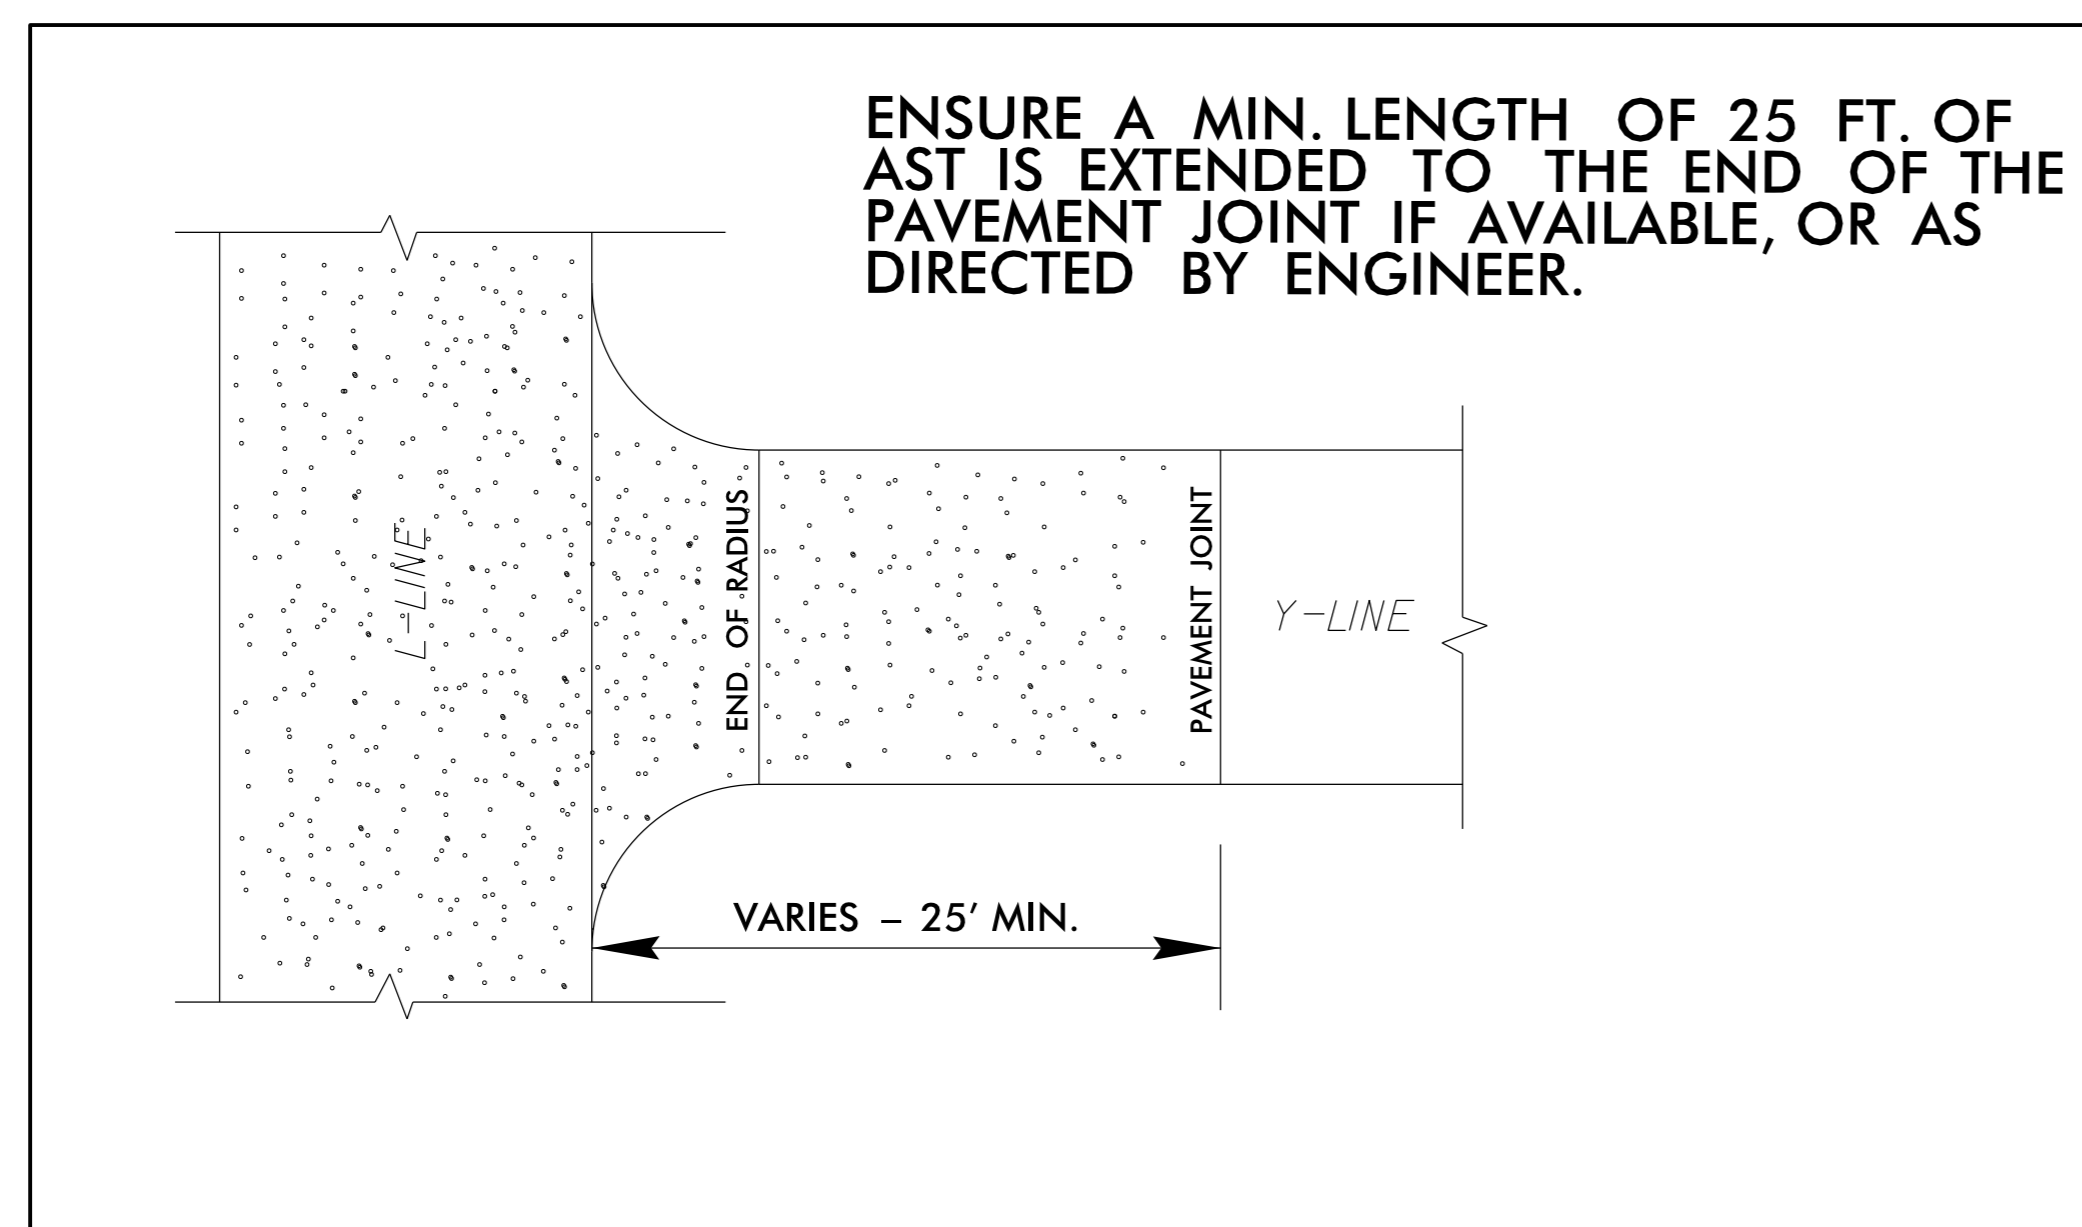 ENSURE A MIN. LENGTH OF 25 FT. OF
AST IS EXTENDED TO THE END OF THE
PAVEMENT JOINT IF AVAILABLE, OR AS
DIRECTED BY ENGINEER.
L-LINE
END OF RADIUS
PAVEMENT JOINT
Y-LINE
VARIES – 25' MIN.